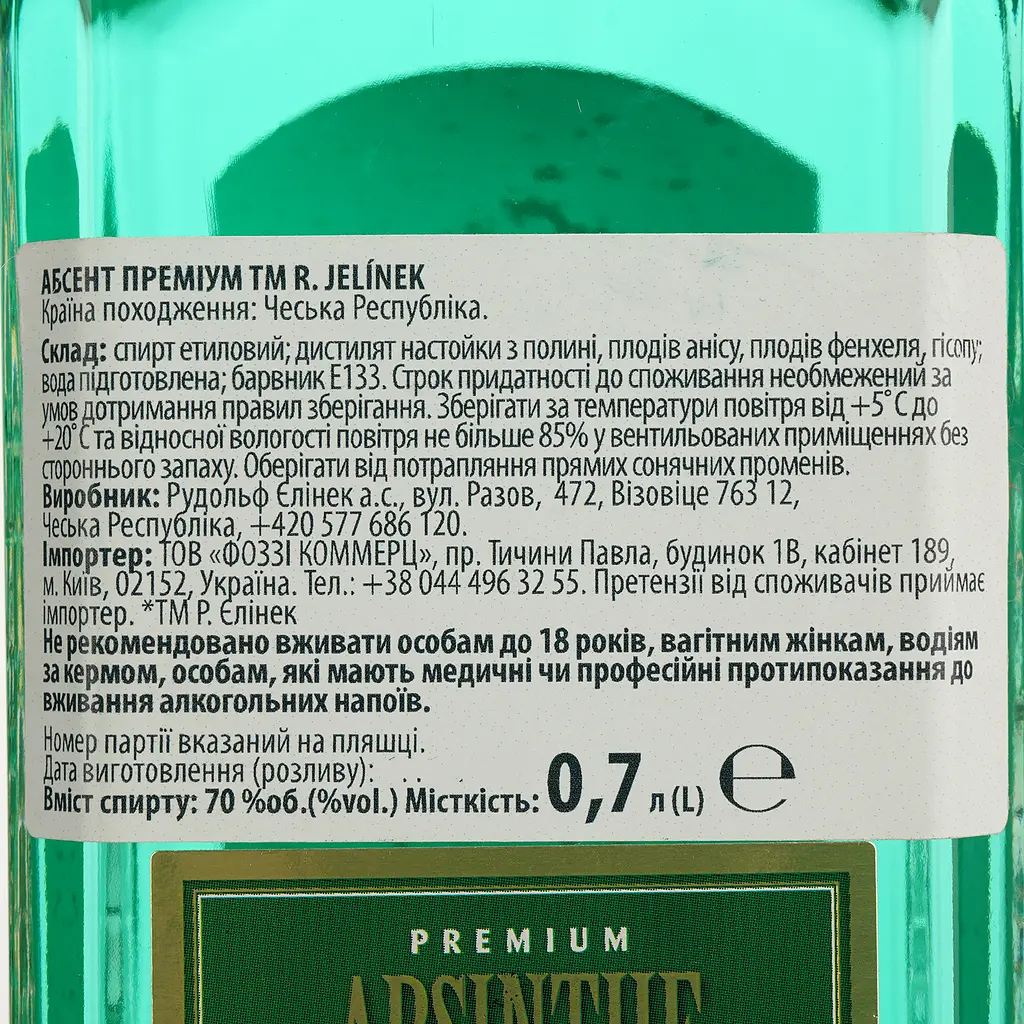 АБСЕНТ ПРЕМІУМ ТМ R. JELÍNEK
Країна походження: Чеська Республіка.
Склад: спирт етиловий; дистилят настойки з полині, плодів анісу, плодів фенхеля, гісопу;
вода підготовлена; барвник Е133. Строк придатності до споживання необмежений за
умов дотримання правил зберігання. Зберігати за температури повітря від +5˚С до
+20˚С та відносної вологості повітря не більше 85% у вентильованих приміщеннях без
стороннього запаху. Оберігати від потрапляння прямих сонячних променів.
Виробник: Рудольф Єлінек а.с., вул. Разов, 472, Візовіце 763 12,
Чеська Республіка, +420 577 686 120.
Імпортер: ТОВ «ФОЗЗІ КОММЕРЦ», пр. Тичини Павла, будинок 1В, кабінет 189,
м. Київ, 02152, Україна. Тел.: +38 044 496 32 55. Претензії від споживачів приймає
імпортер. *ТМ Р. Єлінек
Не рекомендовано вживати особам до 18 років, вагітним жінкам, водіям
за кермом, особам, які мають медичні чи професійні протипоказання до
вживання алкогольних напоїв.
Номер партії вказаний на пляшці.
Дата виготовлення (розливу): . .
Вміст спирту: 70 %об.(%vol.) Місткість: 0,7 л (L) ℮
PREMIUM
ABSINTHE